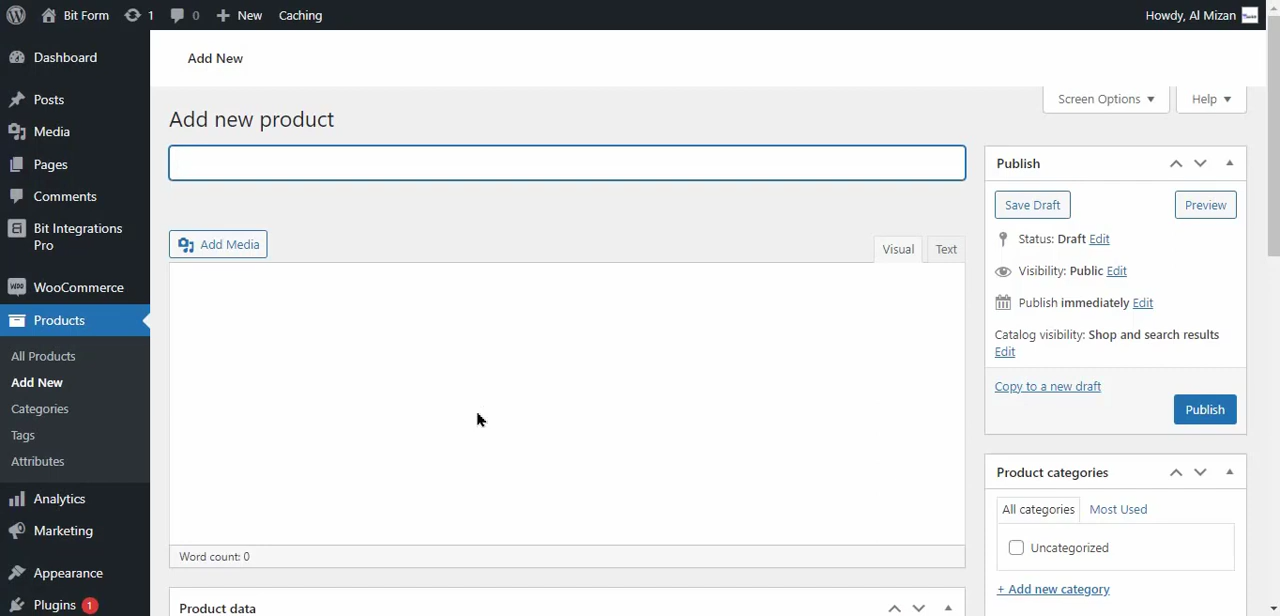 Bit Form 1 0 New Caching Howdy, Al Mizan
Dashboard
Posts
Media
Pages
Comments
Bit Integrations
Pro
WooCommerce
Products
All Products
Add New
Categories
Tags
Attributes
Analytics
Marketing
Appearance
Plugins 1
Add New
Screen Options ▼ Help ▼
Add new product
Add Media
Visual Text
Word count: 0
Product data
Publish
Save Draft Preview
Status: Draft Edit
Visibility: Public Edit
Publish immediately Edit
Catalog visibility: Shop and search results
Edit
Copy to a new draft
Publish
Product categories
All categories Most Used
Uncategorized
+ Add new category